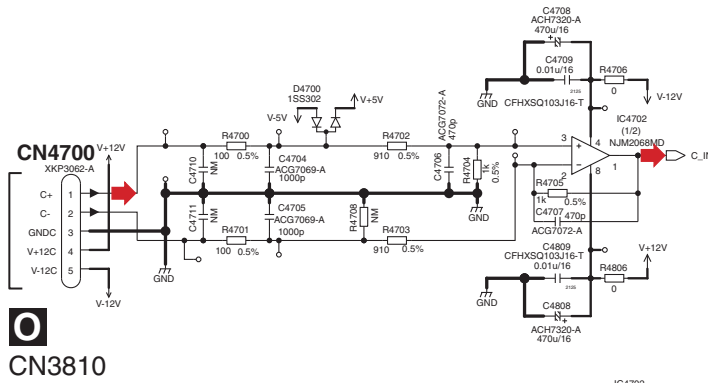 C4708
ACH7320-A
470u/16
+
C4709
0.01u/16
2125
R4706
0
V-12V
GND
CFHXSQ103J16-T
D4700
1SS302
V-5V
V+5V
ACG7072-A
470p
IC4702
(1/2)
NJM2068MD
CN4700
XKP3062-A
V+12V
R4700
100 0.5%
R4702
910 0.5%
3
4
+
-
2
8
1
C_IN
C4710
NM
C4704
ACG7069-A
1000p
C4706
R4704
1k
0.5%
C+
1
C-
2
GNDC
3
V+12C
4
V-12C
5
R4705
1k 0.5%
C4707
470p
ACG7072-A
C4711
NM
C4705
ACG7069-A
1000p
R4708
NM
GND
R4701
100 0.5%
R4703
910 0.5%
C4809
CFHXSQ103J16-T
0.01u/16
2125
V+12V
R4806
0
GND
V-12V
GND
C4808
+
ACH7320-A
470u/16
O
CN3810